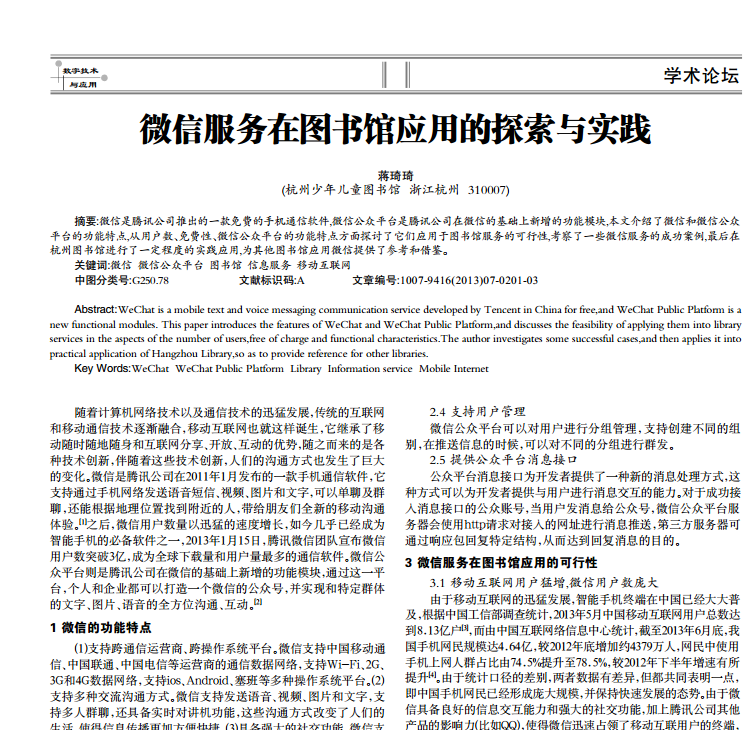 数字技术
与应用
学术论坛
微信服务在图书馆应用的探索与实践
蒋琦琦
(杭州少年儿童图书馆 浙江杭州 310007)
摘要:微信是腾讯公司推出的一款免费的手机通信软件,微信公众平台是腾讯公司在微信的基础上新增的功能模块,本文介绍了微信和微信公众
平台的功能特点,从用户数、免费性、微信公众平台的功能特点方面探讨了它们应用于图书馆服务的可行性,考察了一些微信服务的成功案例,最后在
杭州图书馆进行了一定程度的实践应用,为其他图书馆应用微信提供了参考和借鉴。
关键词:微信 微信公众平台 图书馆 信息服务 移动互联网
中图分类号:G250.78 文献标识码:A 文章编号:1007-9416(2013)07-0201-03
Abstract:WeChat is a mobile text and voice messaging communication service developed by Tencent in China for free,and WeChat Public Platform is a
new functional modules. This paper introduces the features of WeChat and WeChat Public Platform,and discusses the feasibility of applying them into library
services in the aspects of the number of users,free of charge and functional characteristics.The author investigates some successful cases,and then applies it into
practical application of Hangzhou Library,so as to provide reference for other libraries.
Key Words:WeChat WeChat Public Platform Library Information service Mobile Internet
随着计算机网络技术以及通信技术的迅猛发展,传统的互联网
和移动通信技术逐渐融合,移动互联网也就这样诞生,它继承了移
动随时随地随身和互联网分享、开放、互动的优势,随之而来的是各
种技术创新,伴随着这些技术创新,人们的沟通方式也发生了巨大
的变化。微信是腾讯公司在2011年1月发布的一款手机通信软件,它
支持通过手机网络发送语音短信、视频、图片和文字,可以单聊及群
聊,还能根据地理位置找到附近的人,带给朋友们全新的移动沟通
体验。[1]之后,微信用户数量以迅猛的速度增长,如今几乎已经成为
智能手机的必备软件之一,2013年1月15日,腾讯微信团队宣布微信
用户数突破3亿,成为全球下载量和用户量最多的通信软件。微信公
众平台则是腾讯公司在微信的基础上新增的功能模块,通过这一平
台,个人和企业都可以打造一个微信的公众号,并实现和特定群体
的文字、图片、语音的全方位沟通、互动。[2]
1 微信的功能特点
(1)支持跨通信运营商、跨操作系统平台。微信支持中国移动通
信、中国联通、中国电信等运营商的通信数据网络,支持Wi-Fi、2G、
3G和4G数据网络,支持ios、Android、塞班等多种操作系统平台。(2)
支持多种交流沟通方式。微信支持发送语音、视频、图片和文字,支
持多人群聊,还具备实时对讲机功能,这些沟通方式改变了人们的
生活,使得信息传播更加方便快捷。(3)具备强大的社交功能。微信支
2.4 支持用户管理
微信公众平台可以对用户进行分组管理,支持创建不同的组
别,在推送信息的时候,可以对不同的分组进行群发。
2.5 提供公众平台消息接口
公众平台消息接口为开发者提供了一种新的消息处理方式,这
种方式可以为开发者提供与用户进行消息交互的能力。对于成功接
入消息接口的公众账号,当用户发消息给公众号,微信公众平台服
务器会使用http请求对接入的网址进行消息推送,第三方服务器可
通过响应包回复特定结构,从而达到回复消息的目的。
3 微信服务在图书馆应用的可行性
3.1 移动互联网用户猛增,微信用户数庞大
由于移动互联网的迅猛发展,智能手机终端在中国已经大大普
及,根据中国工信部调查统计,2013年5月中国移动互联网用户总数达
到8.13亿户[3],而由中国互联网络信息中心统计,截至2013年6月底,我
国手机网民规模达4.64亿,较2012年底增加约4379万人,网民中使用
手机上网人群占比由74.5%提升至78.5%,较2012年下半年增速有所
提升[4]。由于统计口径的差别,两者数据有差异,但都共同表明一点,
即中国手机网民已经形成庞大规模,并保持快速发展的态势。由于微
信具备良好的信息交互能力和强大的社交功能,加上腾讯公司其他
产品的影响力(比如QQ),使得微信迅速占领了移动互联用户的终端,